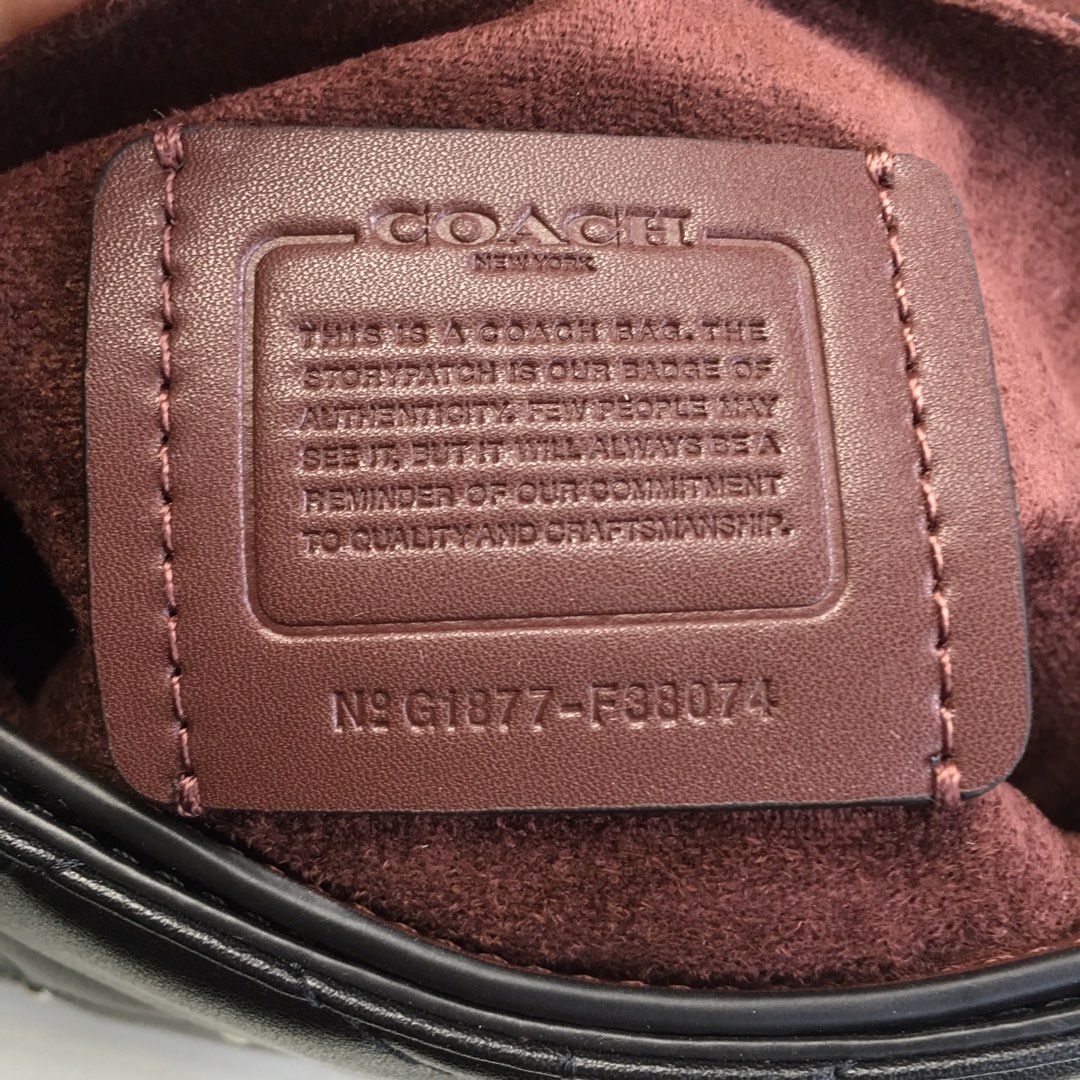 COACH
NEW YORK
THIS IS A COACH BAG. THE
STORYPATCH IS OUR BADGE OF
AUTHENTICITY. FEW PEOPLE MAY
SEE IT, BUT IT WILL ALWAYS BE A
REMINDER OF OUR COMMITMENT
TO QUALITY AND CRAFTSMANSHIP.
Nº G1877-F38074